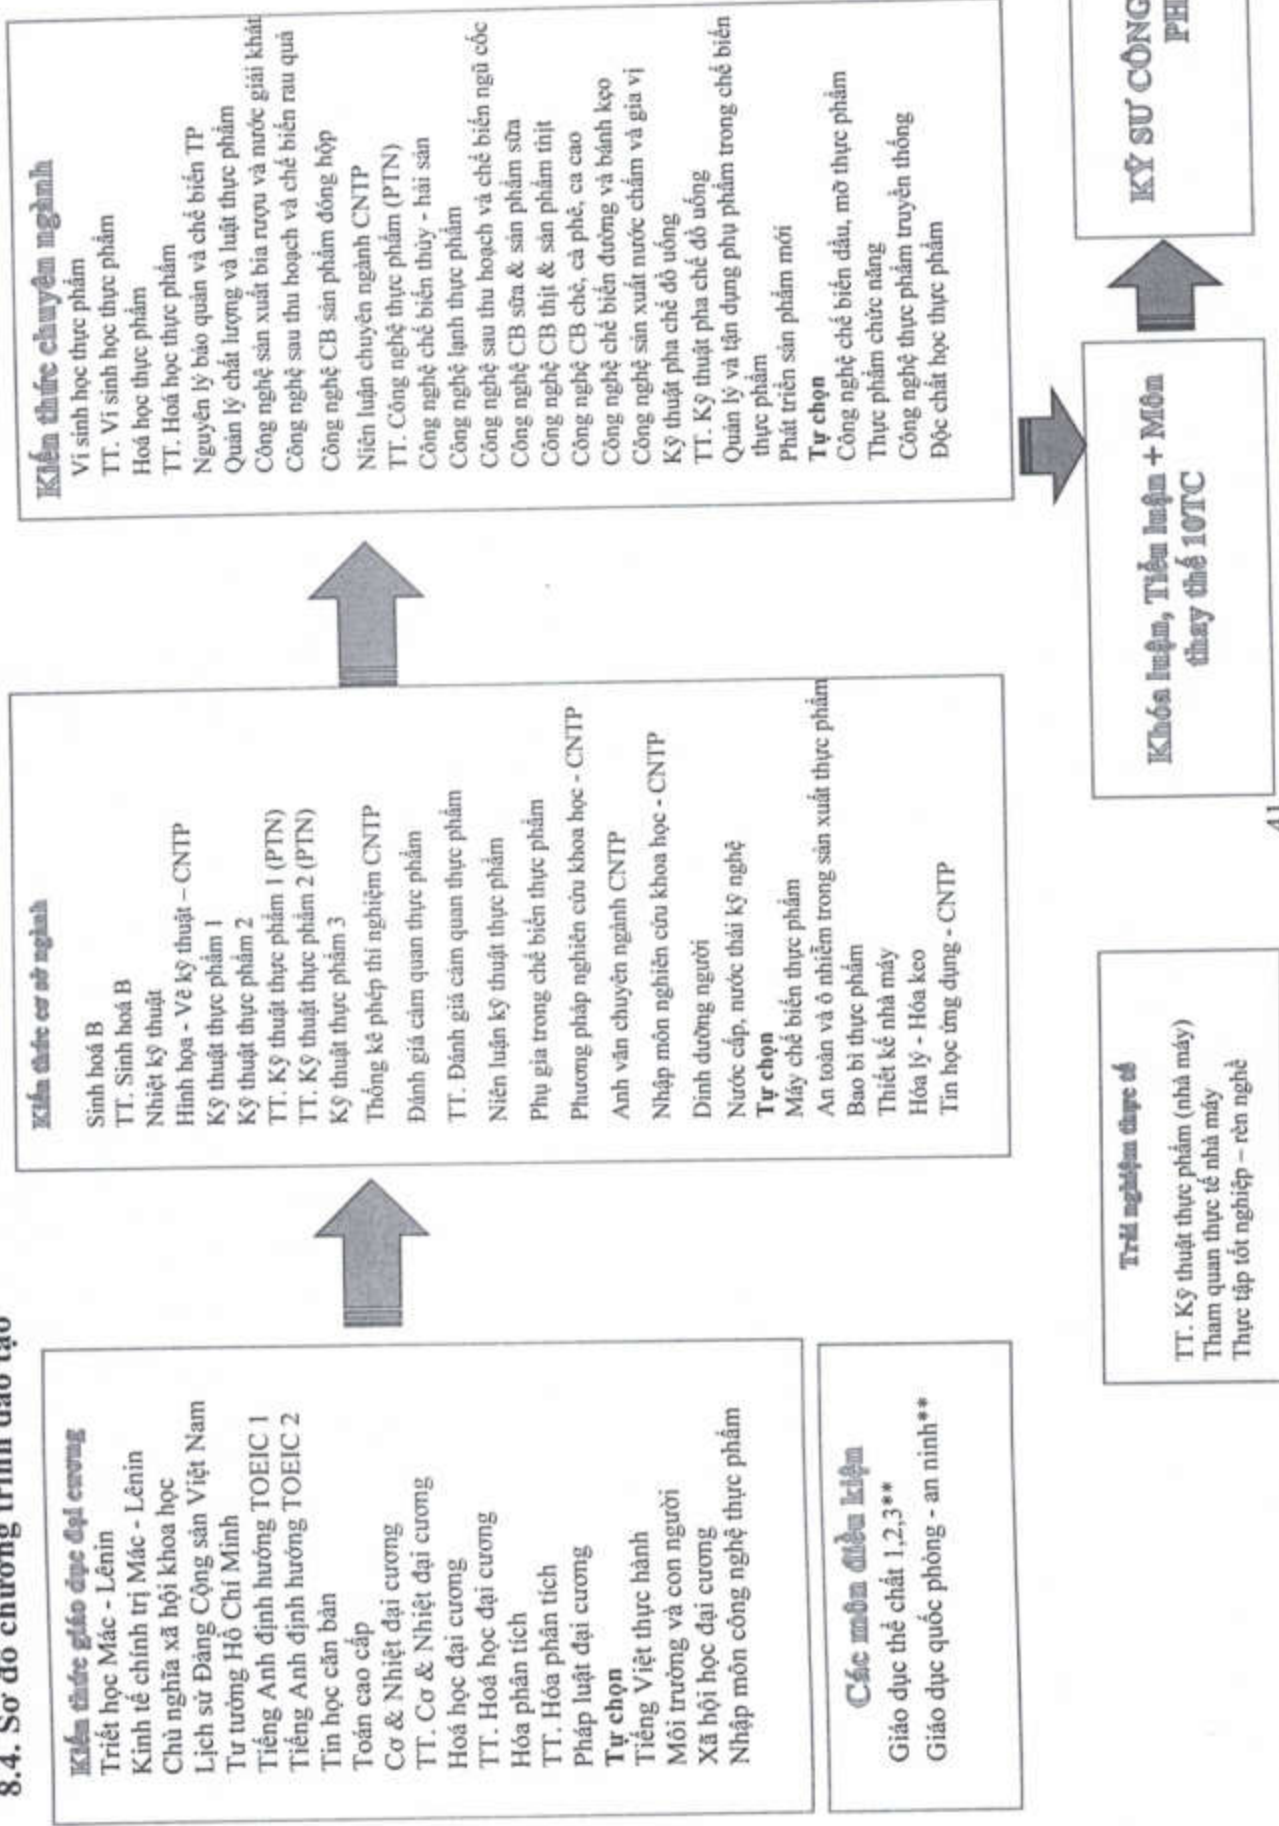 8.4. Sơ đồ chương trình đào tạo
Kiến thức giáo dục đại cương
Triết học Mác - Lênin
Kinh tế chính trị Mác - Lênin
Chủ nghĩa xã hội khoa học
Lịch sử Đảng Cộng sản Việt Nam
Tư tưởng Hồ Chí Minh
Tiếng Anh định hướng TOEIC 1
Tiếng Anh định hướng TOEIC 2
Tin học căn bản
Toán cao cấp
Cơ & Nhiệt đại cương
TT. Cơ & Nhiệt đại cương
Hoá học đại cương
TT. Hoá học đại cương
Hóa phân tích
TT. Hóa phân tích
Pháp luật đại cương
Tự chọn
Tiếng Việt thực hành
Môi trường và con người
Xã hội học đại cương
Nhập môn công nghệ thực phẩm
Các môn điều kiện
Giáo dục thể chất 1,2,3**
Giáo dục quốc phòng - an ninh**
Kiến thức cơ sở ngành
Sinh hoá B
TT. Sinh hoá B
Nhiệt kỹ thuật
Hình họa - Vẽ kỹ thuật – CNTP
Kỹ thuật thực phẩm 1
Kỹ thuật thực phẩm 2
TT. Kỹ thuật thực phẩm 1 (PTN)
TT. Kỹ thuật thực phẩm 2 (PTN)
Kỹ thuật thực phẩm 3
Thống kê phép thí nghiệm CNTP
Đánh giá cảm quan thực phẩm
TT. Đánh giá cảm quan thực phẩm
Niên luận kỹ thuật thực phẩm
Phụ gia trong chế biến thực phẩm
Phương pháp nghiên cứu khoa học - CNTP
Anh văn chuyên ngành CNTP
Nhập môn nghiên cứu khoa học - CNTP
Dinh dưỡng người
Nước cấp, nước thải kỹ nghệ
Tự chọn
Máy chế biến thực phẩm
An toàn và ô nhiễm trong sản xuất thực phẩm
Bao bì thực phẩm
Thiết kế nhà máy
Hóa lý - Hóa keo
Tin học ứng dụng - CNTP
Kiến thức chuyên ngành
Vi sinh học thực phẩm
TT. Vi sinh học thực phẩm
Hoá học thực phẩm
TT. Hoá học thực phẩm
Nguyên lý bảo quản và chế biến TP
Quản lý chất lượng và luật thực phẩm
Công nghệ sản xuất bia rượu và nước giải khát
Công nghệ sau thu hoạch và chế biến rau quả
Công nghệ CB sản phẩm đóng hộp
Niên luận chuyên ngành CNTP
TT. Công nghệ thực phẩm (PTN)
Công nghệ chế biến thủy - hải sản
Công nghệ lạnh thực phẩm
Công nghệ sau thu hoạch và chế biến ngũ cốc
Công nghệ CB sữa & sản phẩm sữa
Công nghệ CB thịt & sản phẩm thịt
Công nghệ CB chè, cà phê, ca cao
Công nghệ chế biến đường và bánh kẹo
Công nghệ sản xuất nước chấm và gia vị
Kỹ thuật pha chế đồ uống
TT. Kỹ thuật pha chế đồ uống
Quản lý và tận dụng phụ phẩm trong chế biến
thực phẩm
Phát triển sản phẩm mới
Tự chọn
Công nghệ chế biến dầu, mỡ thực phẩm
Thực phẩm chức năng
Công nghệ thực phẩm truyền thống
Độc chất học thực phẩm
Trải nghiệm thực tế
TT. Kỹ thuật thực phẩm (nhà máy)
Tham quan thực tế nhà máy
Thực tập tốt nghiệp – rèn nghề
Khóa luận, Tiểu luận + Môn
thay thế 10TC
KỸ SƯ CÔNG
PH
41